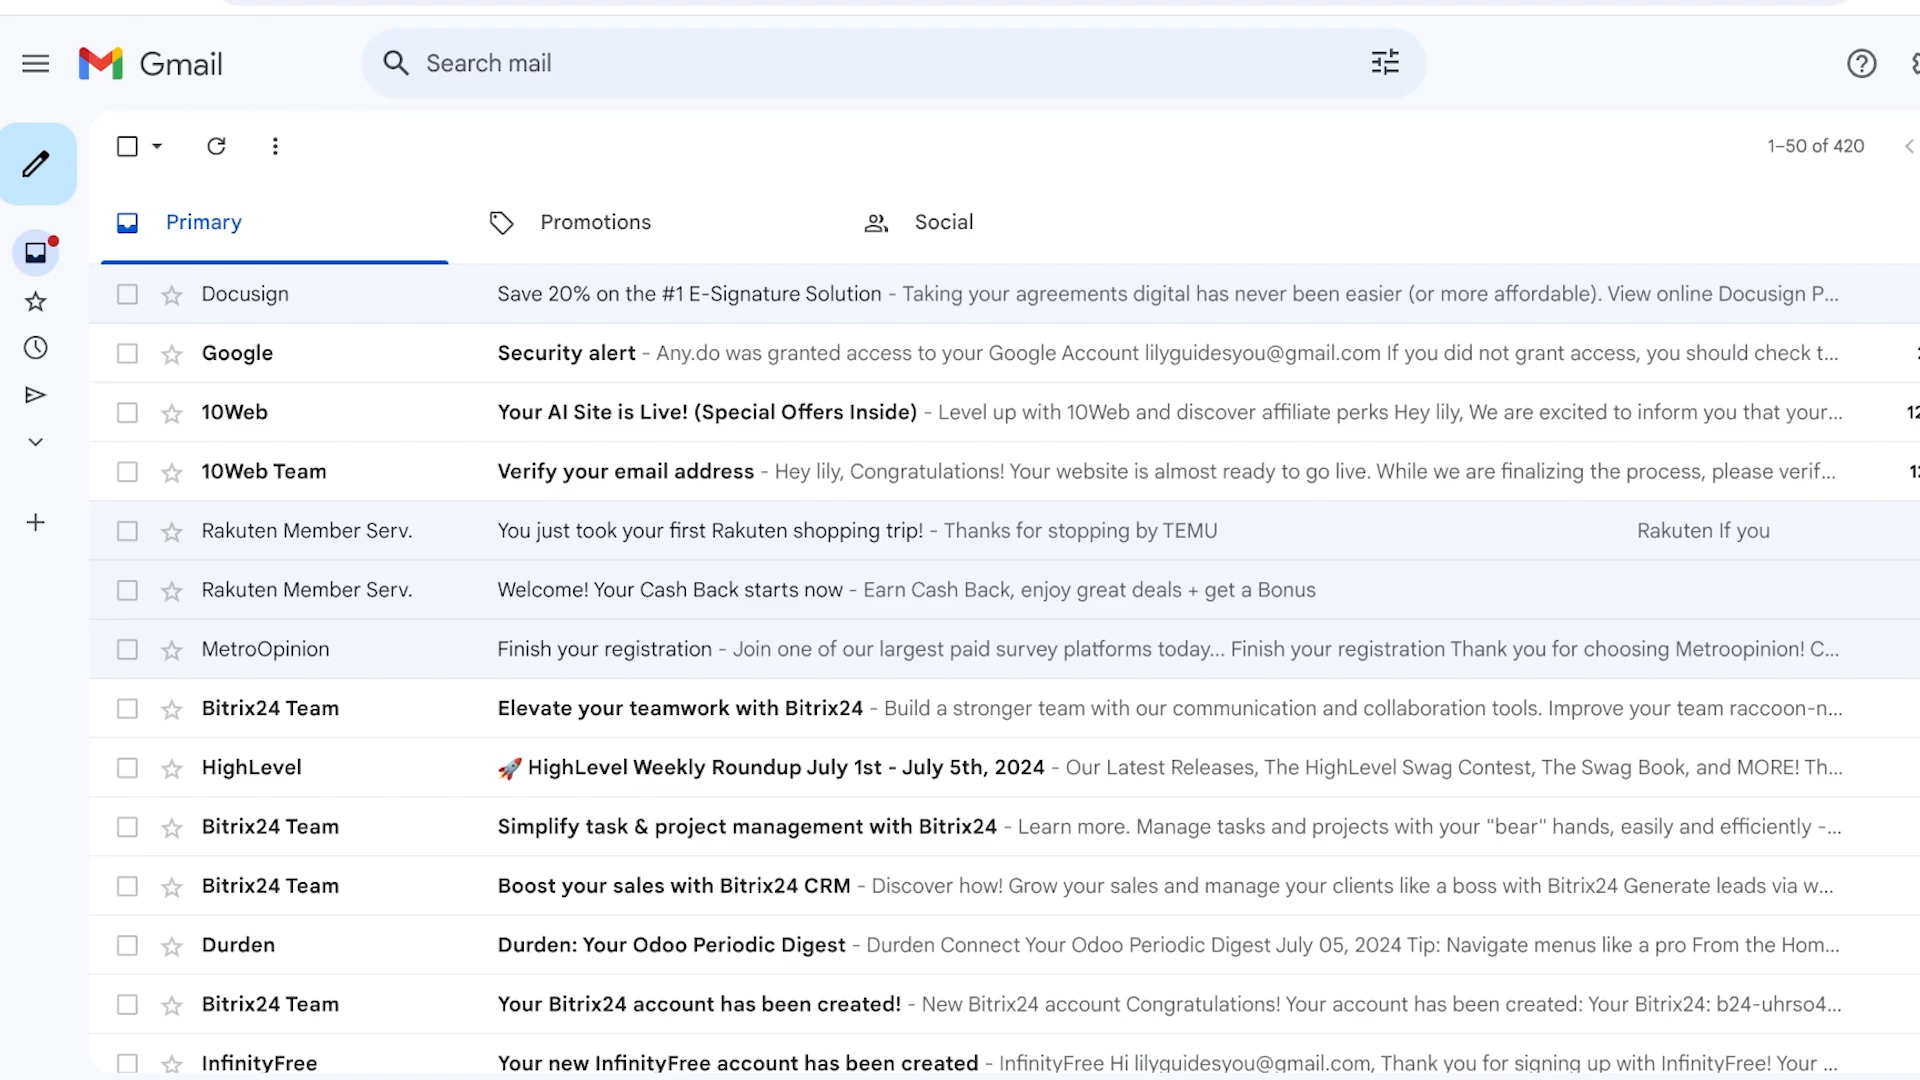 Gmail
Search mail
1–50 of 420
Primary
Promotions
Social
Docusign Save 20% on the #1 E-Signature Solution - Taking your agreements digital has never been easier (or more affordable). View online Docusign P...
Google Security alert - Any.do was granted access to your Google Account lilyguidesyou@gmail.com If you did not grant access, you should check t...
10Web Your AI Site is Live! (Special Offers Inside) - Level up with 10Web and discover affiliate perks Hey lily, We are excited to inform you that your...
10Web Team Verify your email address - Hey lily, Congratulations! Your website is almost ready to go live. While we are finalizing the process, please verif...
Rakuten Member Serv. You just took your first Rakuten shopping trip! - Thanks for stopping by TEMU Rakuten If you
Rakuten Member Serv. Welcome! Your Cash Back starts now - Earn Cash Back, enjoy great deals + get a Bonus
MetroOpinion Finish your registration - Join one of our largest paid survey platforms today... Finish your registration Thank you for choosing Metroopinion! C...
Bitrix24 Team Elevate your teamwork with Bitrix24 - Build a stronger team with our communication and collaboration tools. Improve your team raccoon-n...
HighLevel 🚀 HighLevel Weekly Roundup July 1st - July 5th, 2024 - Our Latest Releases, The HighLevel Swag Contest, The Swag Book, and MORE! Th...
Bitrix24 Team Simplify task & project management with Bitrix24 - Learn more. Manage tasks and projects with your "bear" hands, easily and efficiently -...
Bitrix24 Team Boost your sales with Bitrix24 CRM - Discover how! Grow your sales and manage your clients like a boss with Bitrix24 Generate leads via w...
Durden Durden: Your Odoo Periodic Digest - Durden Connect Your Odoo Periodic Digest July 05, 2024 Tip: Navigate menus like a pro From the Hom...
Bitrix24 Team Your Bitrix24 account has been created! - New Bitrix24 account Congratulations! Your account has been created: Your Bitrix24: b24-uhrso4...
InfinityFree Your new InfinityFree account has been created - InfinityFree Hi lilyguidesyou@gmail.com, Thank you for signing up with InfinityFree! Your ...